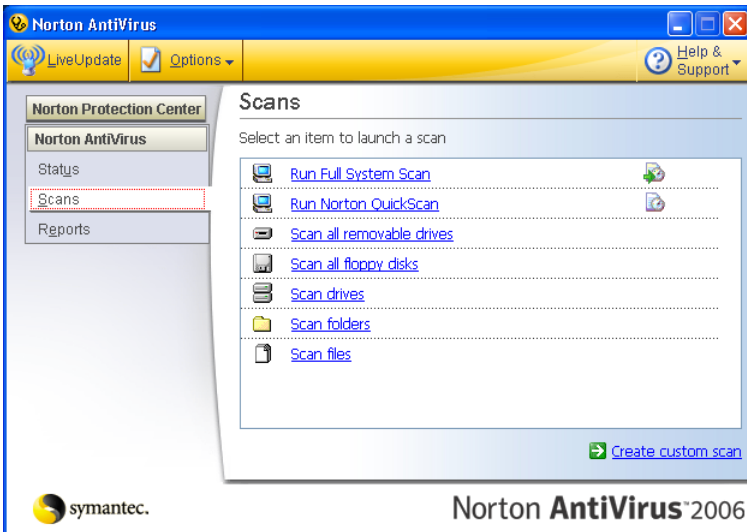 Norton AntiVirus
LiveUpdate Options Help & Support
Norton Protection Center
Norton AntiVirus
Status
Scans
Reports
Scans
Select an item to launch a scan
Run Full System Scan
Run Norton QuickScan
Scan all removable drives
Scan all floppy disks
Scan drives
Scan folders
Scan files
Create custom scan
symantec.
Norton AntiVirus™2006